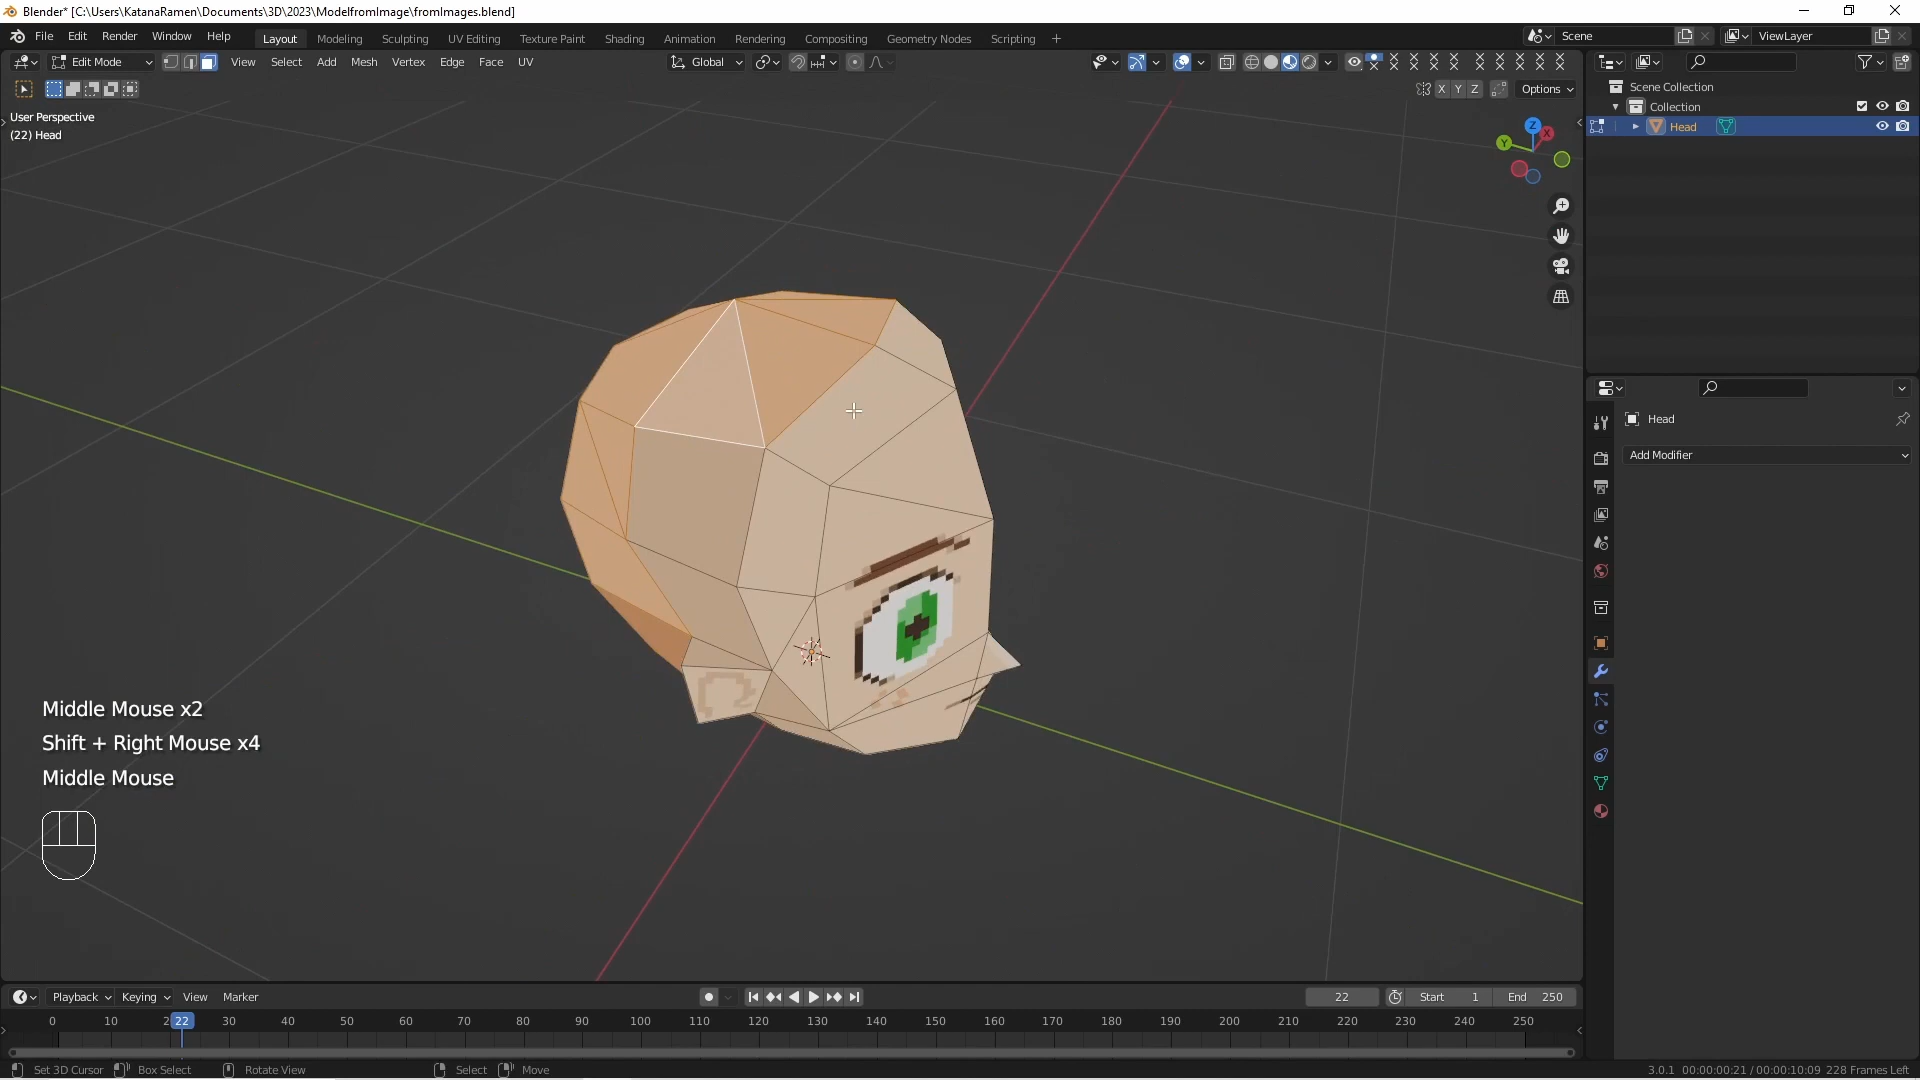 Blender* [C:\Users\KatanaRamen\Documents\3D\2023\ModelfromImage\fromImages.blend]
File Edit Render Window Help Layout Modeling Sculpting UV Editing Texture Paint Shading Animation Rendering Compositing Geometry Nodes Scripting + Scene ViewLayer
Edit Mode View Select Add Mesh Vertex Edge Face UV Global
X Y Z Options
Scene Collection
Collection
Head
User Perspective
(22) Head
Z X Y
Head
Add Modifier
Middle Mouse x2
Shift + Right Mouse x4
Middle Mouse
Playback Keying View Marker 22 Start 1 End 250
0 10 2 22 30 40 50 60 70 80 90 100 110 120 130 140 150 160 170 180 190 200 210 220 230 240 250
Set 3D Cursor Box Select Rotate View Select Move 3.0.1 00:00:00:21 / 00:00:10:09 228 Frames Left